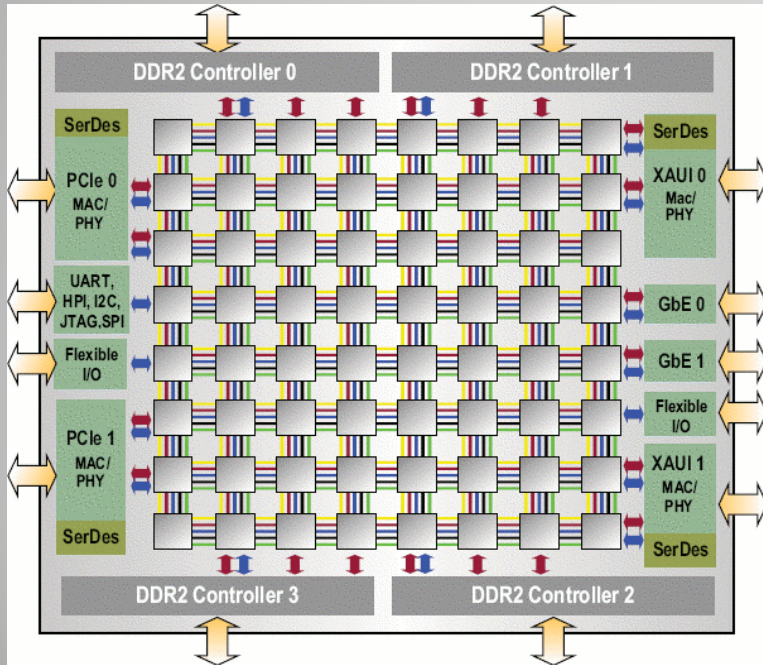 DDR2 Controller 0
DDR2 Controller 1
SerDes
PCIe 0
MAC/
PHY
UART,
HPI, I2C,
JTAG,SPI
Flexible
I/O
PCIe 1
MAC/
PHY
SerDes
SerDes
XAUI 0
Mac/
PHY
GbE 0
GbE 1
Flexible
I/O
XAUI 1
MAC/
PHY
SerDes
DDR2 Controller 3
DDR2 Controller 2